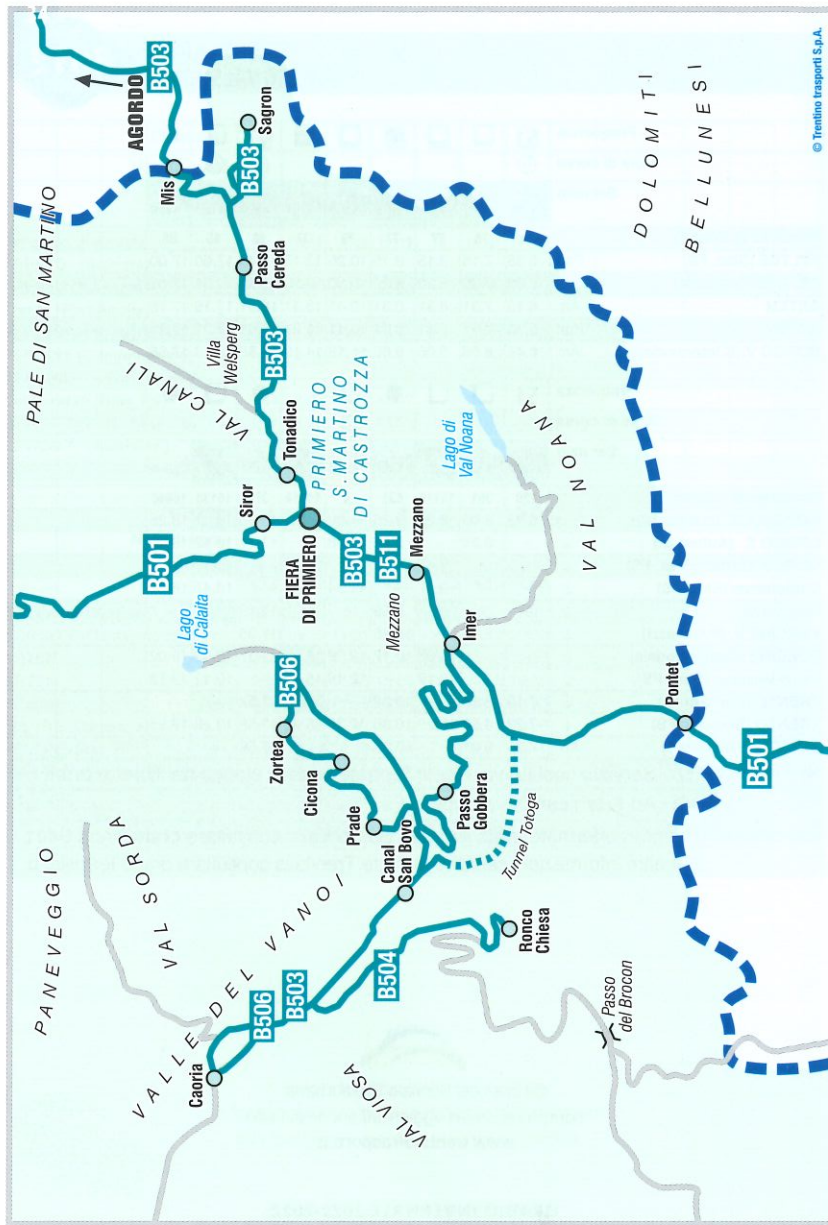 PANEVEGGIO
VAL SORDA
VALLE DEL VANOI
Caoria
B506
B503
VAL VIOSA
B504
Ronco
Chiesa
Passo
del Brocon
Canal
San Bovo
Prade
Cicona
Zortea
B506
Lago
di Calaita
Passo
Gobbera
Tunnel Totoga
Pontet
B501
Imer
Mezzano
Mezzano
B511
B503
FIERA
DI PRIMIERO
Siror
B501
Tonadico
PRIMIERO
S. MARTINO
DI CASTROZZA
Lago di
Val Noana
VAL NOANA
VAL CANALI
Villa
Welsperg
B503
PALE DI SAN MARTINO
Passo
Cereda
B503
Sagron
Mis
AGORDO
B503
DOLOMITI
BELLUNESI
© Trentino trasporti S.p.A.